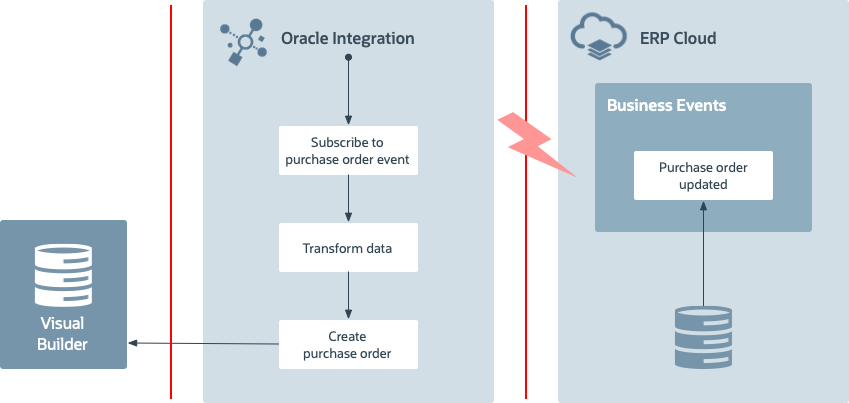 Oracle Integration
Subscribe to
purchase order event
Transform data
Create
purchase order
Visual
Builder
ERP Cloud
Business Events
Purchase order
updated